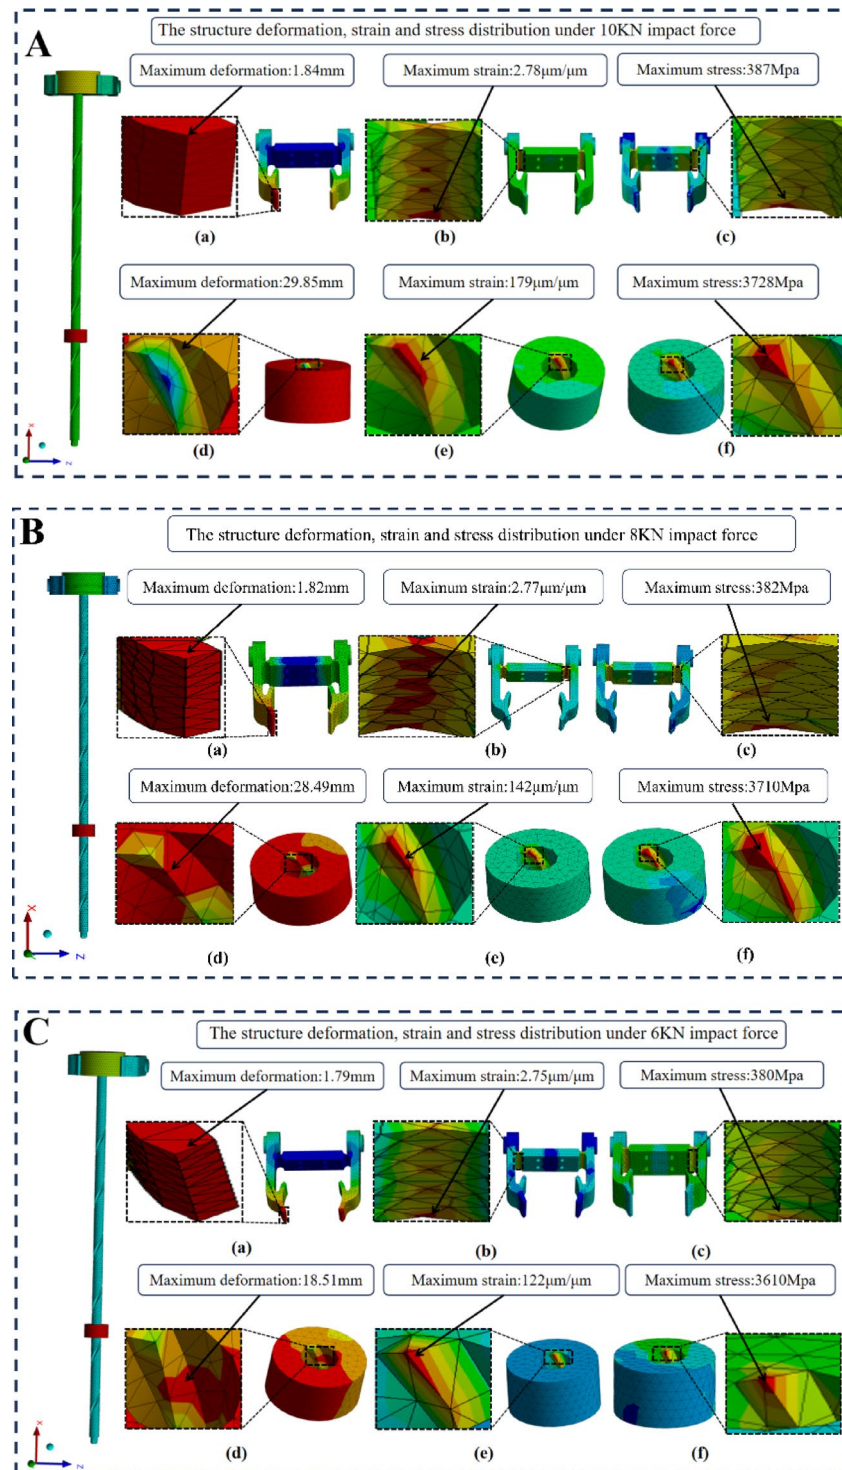 A
The structure deformation, strain and stress distribution under 10KN impact force
Maximum deformation:1.84mm
Maximum strain:2.78μm/μm
Maximum stress:387Mpa
(a)
(b)
(c)
Maximum deformation:29.85mm
Maximum strain:179μm/μm
Maximum stress:3728Mpa
(d)
(e)
(f)
X
Z
B
The structure deformation, strain and stress distribution under 8KN impact force
Maximum deformation:1.82mm
Maximum strain:2.77μm/μm
Maximum stress:382Mpa
(a)
(b)
(c)
Maximum deformation:28.49mm
Maximum strain:142μm/μm
Maximum stress:3710Mpa
(d)
(e)
(f)
X
Z
C
The structure deformation, strain and stress distribution under 6KN impact force
Maximum deformation:1.79mm
Maximum strain:2.75μm/μm
Maximum stress:380Mpa
(a)
(b)
(c)
Maximum deformation:18.51mm
Maximum strain:122μm/μm
Maximum stress:3610Mpa
(d)
(e)
(f)
X
Z